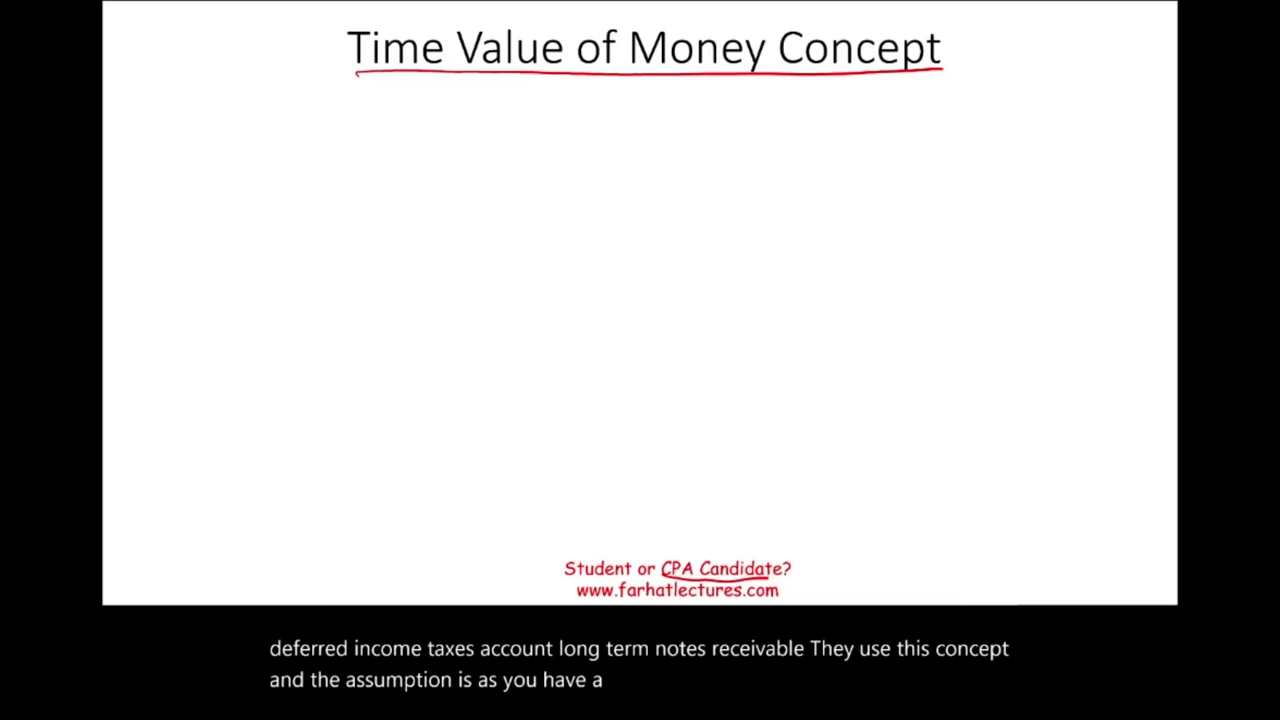 Time Value of Money Concept
Student or CPA Candidate?
www.farhatlectures.com
deferred income taxes account long term notes receivable They use this concept
and the assumption is as you have a